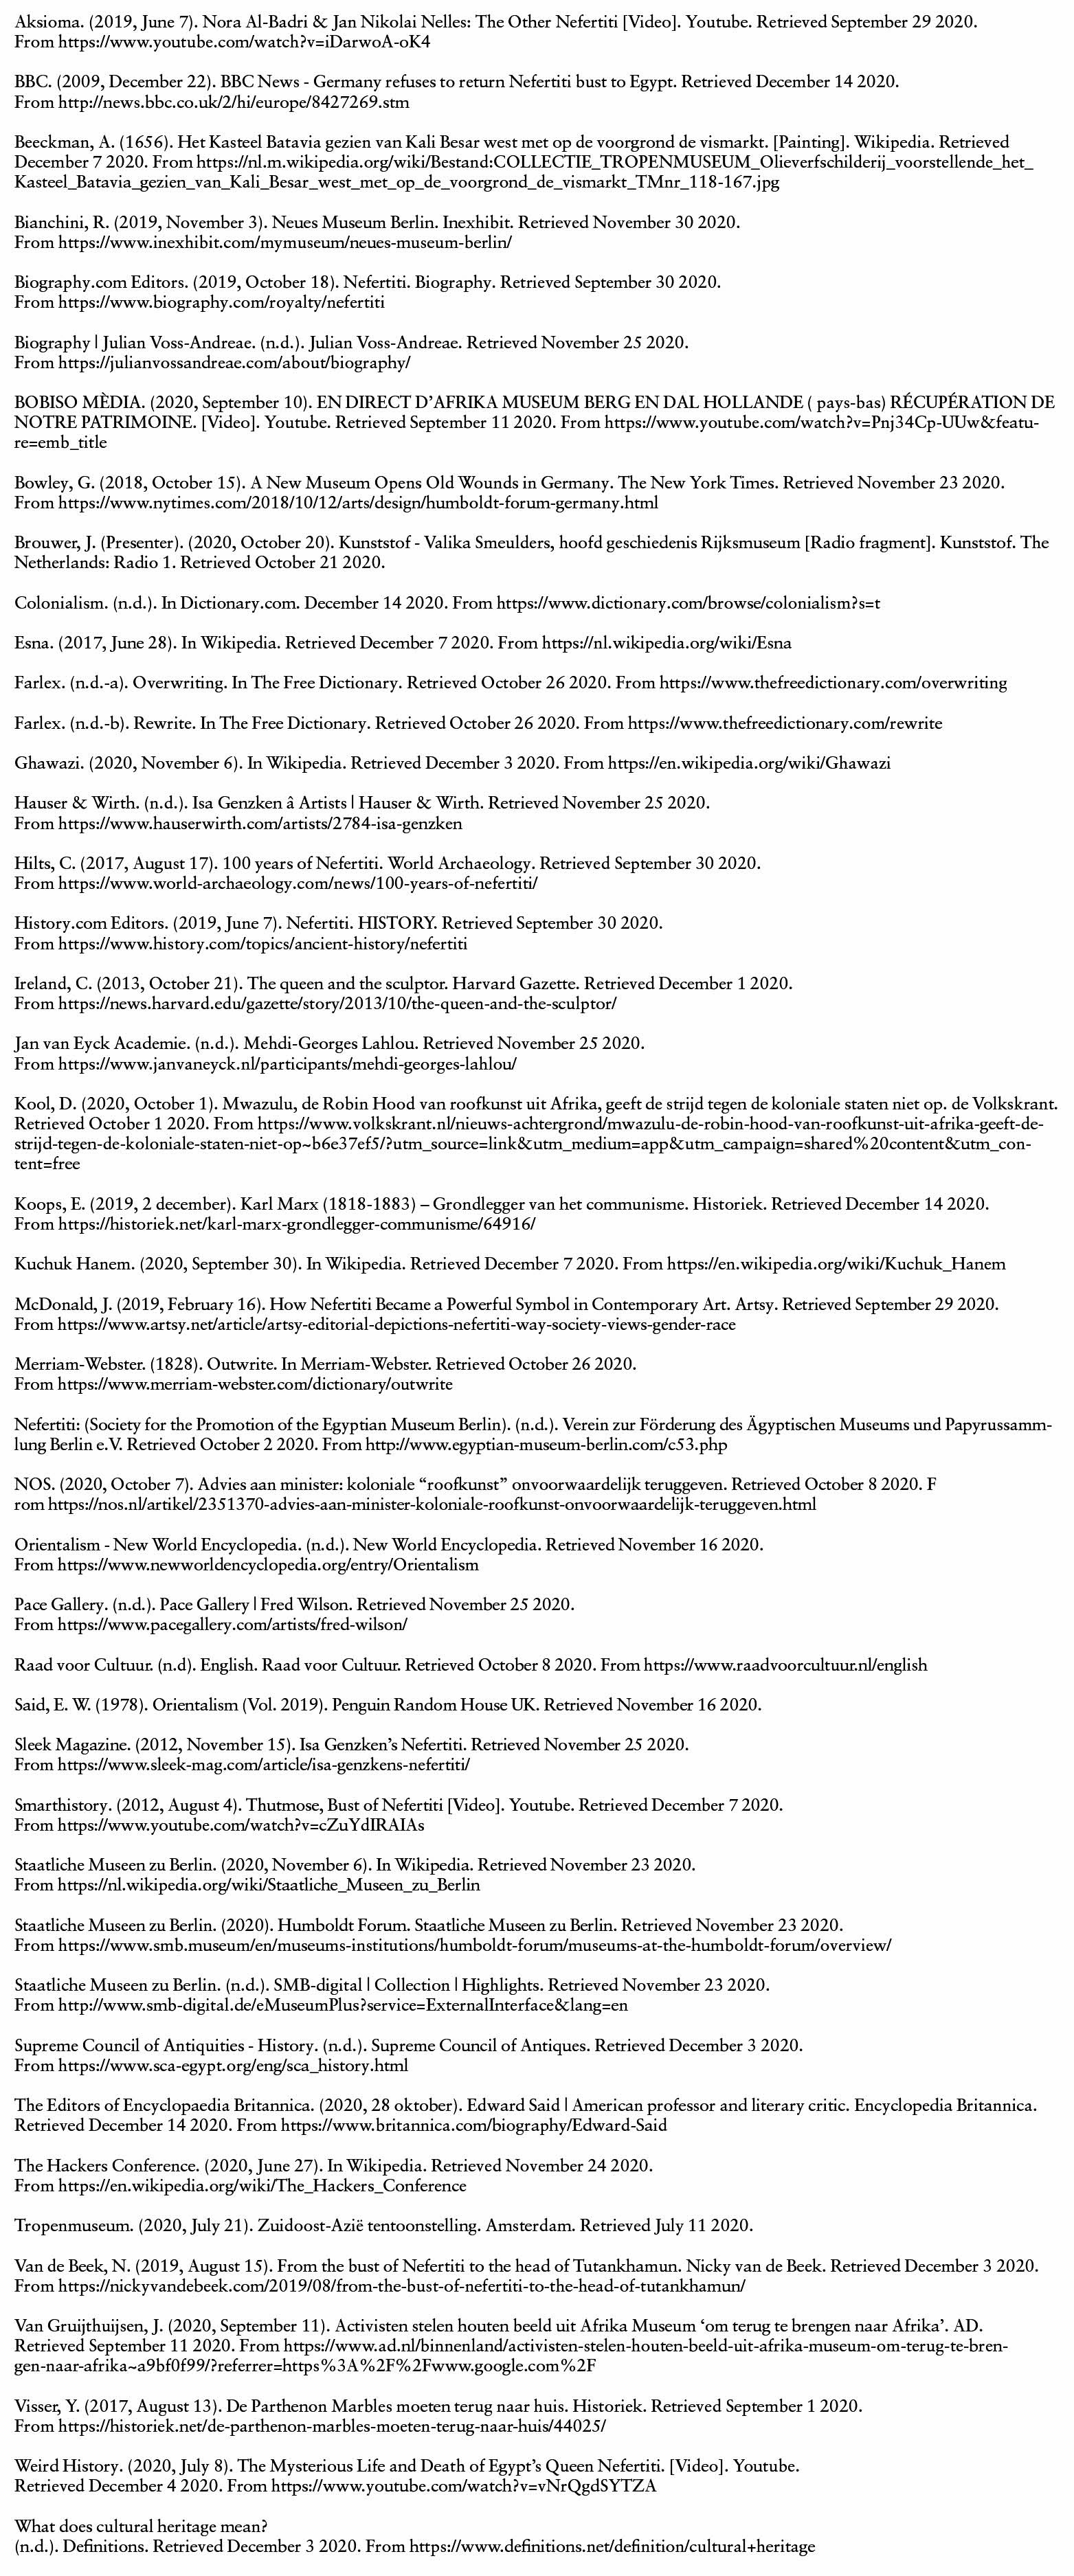 Aksioma. (2019, June 7). Nora Al-Badri & Jan Nikolai Nelles: The Other Nefertiti [Video]. Youtube. Retrieved September 29 2020.
From https://www.youtube.com/watch?v=iDarwoA-oK4
BBC. (2009, December 22). BBC News - Germany refuses to return Nefertiti bust to Egypt. Retrieved December 14 2020.
From http://news.bbc.co.uk/2/hi/europe/8427269.stm
Beeckman, A. (1656). Het Kasteel Batavia gezien van Kali Besar west met op de voorgrond de vismarkt. [Painting]. Wikipedia. Retrieved
December 7 2020. From https://nl.m.wikipedia.org/wiki/Bestand:COLLECTIE_TROPENMUSEUM_Olieverfschilderij_voorstellende_het_
Kasteel_Batavia_gezien_van_Kali_Besar_west_met_op_de_voorgrond_de_vismarkt_TMnr_118-167.jpg
Bianchini, R. (2019, November 3). Neues Museum Berlin. Inexhibit. Retrieved November 30 2020.
From https://www.inexhibit.com/mymuseum/neues-museum-berlin/
Biography.com Editors. (2019, October 18). Nefertiti. Biography. Retrieved September 30 2020.
From https://www.biography.com/royalty/nefertiti
Biography | Julian Voss-Andreae. (n.d.). Julian Voss-Andreae. Retrieved November 25 2020.
From https://julianvossandreae.com/about/biography/
BOBISO MÈDIA. (2020, September 10). EN DIRECT D’AFRIKA MUSEUM BERG EN DAL HOLLANDE ( pays-bas) RÉCUPÉRATION DE
NOTRE PATRIMOINE. [Video]. Youtube. Retrieved September 11 2020. From https://www.youtube.com/watch?v=Pnj34Cp-UUw&featu-
re=emb_title
Bowley, G. (2018, October 15). A New Museum Opens Old Wounds in Germany. The New York Times. Retrieved November 23 2020.
From https://www.nytimes.com/2018/10/12/arts/design/humboldt-forum-germany.html
Brouwer, J. (Presenter). (2020, October 20). Kunststof - Valika Smeulders, hoofd geschiedenis Rijksmuseum [Radio fragment]. Kunststof. The
Netherlands: Radio 1. Retrieved October 21 2020.
Colonialism. (n.d.). In Dictionary.com. December 14 2020. From https://www.dictionary.com/browse/colonialism?s=t
Esna. (2017, June 28). In Wikipedia. Retrieved December 7 2020. From https://nl.wikipedia.org/wiki/Esna
Farlex. (n.d.-a). Overwriting. In The Free Dictionary. Retrieved October 26 2020. From https://www.thefreedictionary.com/overwriting
Farlex. (n.d.-b). Rewrite. In The Free Dictionary. Retrieved October 26 2020. From https://www.thefreedictionary.com/rewrite
Ghawazi. (2020, November 6). In Wikipedia. Retrieved December 3 2020. From https://en.wikipedia.org/wiki/Ghawazi
Hauser & Wirth. (n.d.). Isa Genzken â Artists | Hauser & Wirth. Retrieved November 25 2020.
From https://www.hauserwirth.com/artists/2784-isa-genzken
Hilts, C. (2017, August 17). 100 years of Nefertiti. World Archaeology. Retrieved September 30 2020.
From https://www.world-archaeology.com/news/100-years-of-nefertiti/
History.com Editors. (2019, June 7). Nefertiti. HISTORY. Retrieved September 30 2020.
From https://www.history.com/topics/ancient-history/nefertiti
Ireland, C. (2013, October 21). The queen and the sculptor. Harvard Gazette. Retrieved December 1 2020.
From https://news.harvard.edu/gazette/story/2013/10/the-queen-and-the-sculptor/
Jan van Eyck Academie. (n.d.). Mehdi-Georges Lahlou. Retrieved November 25 2020.
From https://www.janvaneyck.nl/participants/mehdi-georges-lahlou/
Kool, D. (2020, October 1). Mwazulu, de Robin Hood van roofkunst uit Afrika, geeft de strijd tegen de koloniale staten niet op. de Volkskrant.
Retrieved October 1 2020. From https://www.volkskrant.nl/nieuws-achtergrond/mwazulu-de-robin-hood-van-roofkunst-uit-afrika-geeft-de-
strijd-tegen-de-koloniale-staten-niet-op~b6e37ef5/?utm_source=link&utm_medium=app&utm_campaign=shared%20content&utm_con-
tent=free
Koops, E. (2019, 2 december). Karl Marx (1818-1883) – Grondlegger van het communisme. Historiek. Retrieved December 14 2020.
From https://historiek.net/karl-marx-grondlegger-communisme/64916/
Kuchuk Hanem. (2020, September 30). In Wikipedia. Retrieved December 7 2020. From https://en.wikipedia.org/wiki/Kuchuk_Hanem
McDonald, J. (2019, February 16). How Nefertiti Became a Powerful Symbol in Contemporary Art. Artsy. Retrieved September 29 2020.
From https://www.artsy.net/article/artsy-editorial-depictions-nefertiti-way-society-views-gender-race
Merriam-Webster. (1828). Outwrite. In Merriam-Webster. Retrieved October 26 2020.
From https://www.merriam-webster.com/dictionary/outwrite
Nefertiti: (Society for the Promotion of the Egyptian Museum Berlin). (n.d.). Verein zur Förderung des Ägyptischen Museums und Papyrussamm-
lung Berlin e.V. Retrieved October 2 2020. From http://www.egyptian-museum-berlin.com/c53.php
NOS. (2020, October 7). Advies aan minister: koloniale “roofkunst” onvoorwaardelijk teruggeven. Retrieved October 8 2020. F
rom https://nos.nl/artikel/2351370-advies-aan-minister-koloniale-roofkunst-onvoorwaardelijk-teruggeven.html
Orientalism - New World Encyclopedia. (n.d.). New World Encyclopedia. Retrieved November 16 2020.
From https://www.newworldencyclopedia.org/entry/Orientalism
Pace Gallery. (n.d.). Pace Gallery | Fred Wilson. Retrieved November 25 2020.
From https://www.pacegallery.com/artists/fred-wilson/
Raad voor Cultuur. (n.d). English. Raad voor Cultuur. Retrieved October 8 2020. From https://www.raadvoorcultuur.nl/english
Said, E. W. (1978). Orientalism (Vol. 2019). Penguin Random House UK. Retrieved November 16 2020.
Sleek Magazine. (2012, November 15). Isa Genzken’s Nefertiti. Retrieved November 25 2020.
From https://www.sleek-mag.com/article/isa-genzkens-nefertiti/
Smarthistory. (2012, August 4). Thutmose, Bust of Nefertiti [Video]. Youtube. Retrieved December 7 2020.
From https://www.youtube.com/watch?v=cZuYdIRAIAs
Staatliche Museen zu Berlin. (2020, November 6). In Wikipedia. Retrieved November 23 2020.
From https://nl.wikipedia.org/wiki/Staatliche_Museen_zu_Berlin
Staatliche Museen zu Berlin. (2020). Humboldt Forum. Staatliche Museen zu Berlin. Retrieved November 23 2020.
From https://www.smb.museum/en/museums-institutions/humboldt-forum/museums-at-the-humboldt-forum/overview/
Staatliche Museen zu Berlin. (n.d.). SMB-digital | Collection | Highlights. Retrieved November 23 2020.
From http://www.smb-digital.de/eMuseumPlus?service=ExternalInterface&lang=en
Supreme Council of Antiquities - History. (n.d.). Supreme Council of Antiques. Retrieved December 3 2020.
From https://www.sca-egypt.org/eng/sca_history.html
The Editors of Encyclopaedia Britannica. (2020, 28 oktober). Edward Said | American professor and literary critic. Encyclopedia Britannica.
Retrieved December 14 2020. From https://www.britannica.com/biography/Edward-Said
The Hackers Conference. (2020, June 27). In Wikipedia. Retrieved November 24 2020.
From https://en.wikipedia.org/wiki/The_Hackers_Conference
Tropenmuseum. (2020, July 21). Zuidoost-Azië tentoonstelling. Amsterdam. Retrieved July 11 2020.
Van de Beek, N. (2019, August 15). From the bust of Nefertiti to the head of Tutankhamun. Nicky van de Beek. Retrieved December 3 2020.
From https://nickyvandebeek.com/2019/08/from-the-bust-of-nefertiti-to-the-head-of-tutankhamun/
Van Gruijthuijsen, J. (2020, September 11). Activisten stelen houten beeld uit Afrika Museum ‘om terug te brengen naar Afrika’. AD.
Retrieved September 11 2020. From https://www.ad.nl/binnenland/activisten-stelen-houten-beeld-uit-afrika-museum-om-terug-te-bren-
gen-naar-afrika~a9bf0f99/?referrer=https%3A%2F%2Fwww.google.com%2F
Visser, Y. (2017, August 13). De Parthenon Marbles moeten terug naar huis. Historiek. Retrieved September 1 2020.
From https://historiek.net/de-parthenon-marbles-moeten-terug-naar-huis/44025/
Weird History. (2020, July 8). The Mysterious Life and Death of Egypt’s Queen Nefertiti. [Video]. Youtube.
Retrieved December 4 2020. From https://www.youtube.com/watch?v=vNrQgdSYTZA
What does cultural heritage mean?
(n.d.). Definitions. Retrieved December 3 2020. From https://www.definitions.net/definition/cultural+heritage